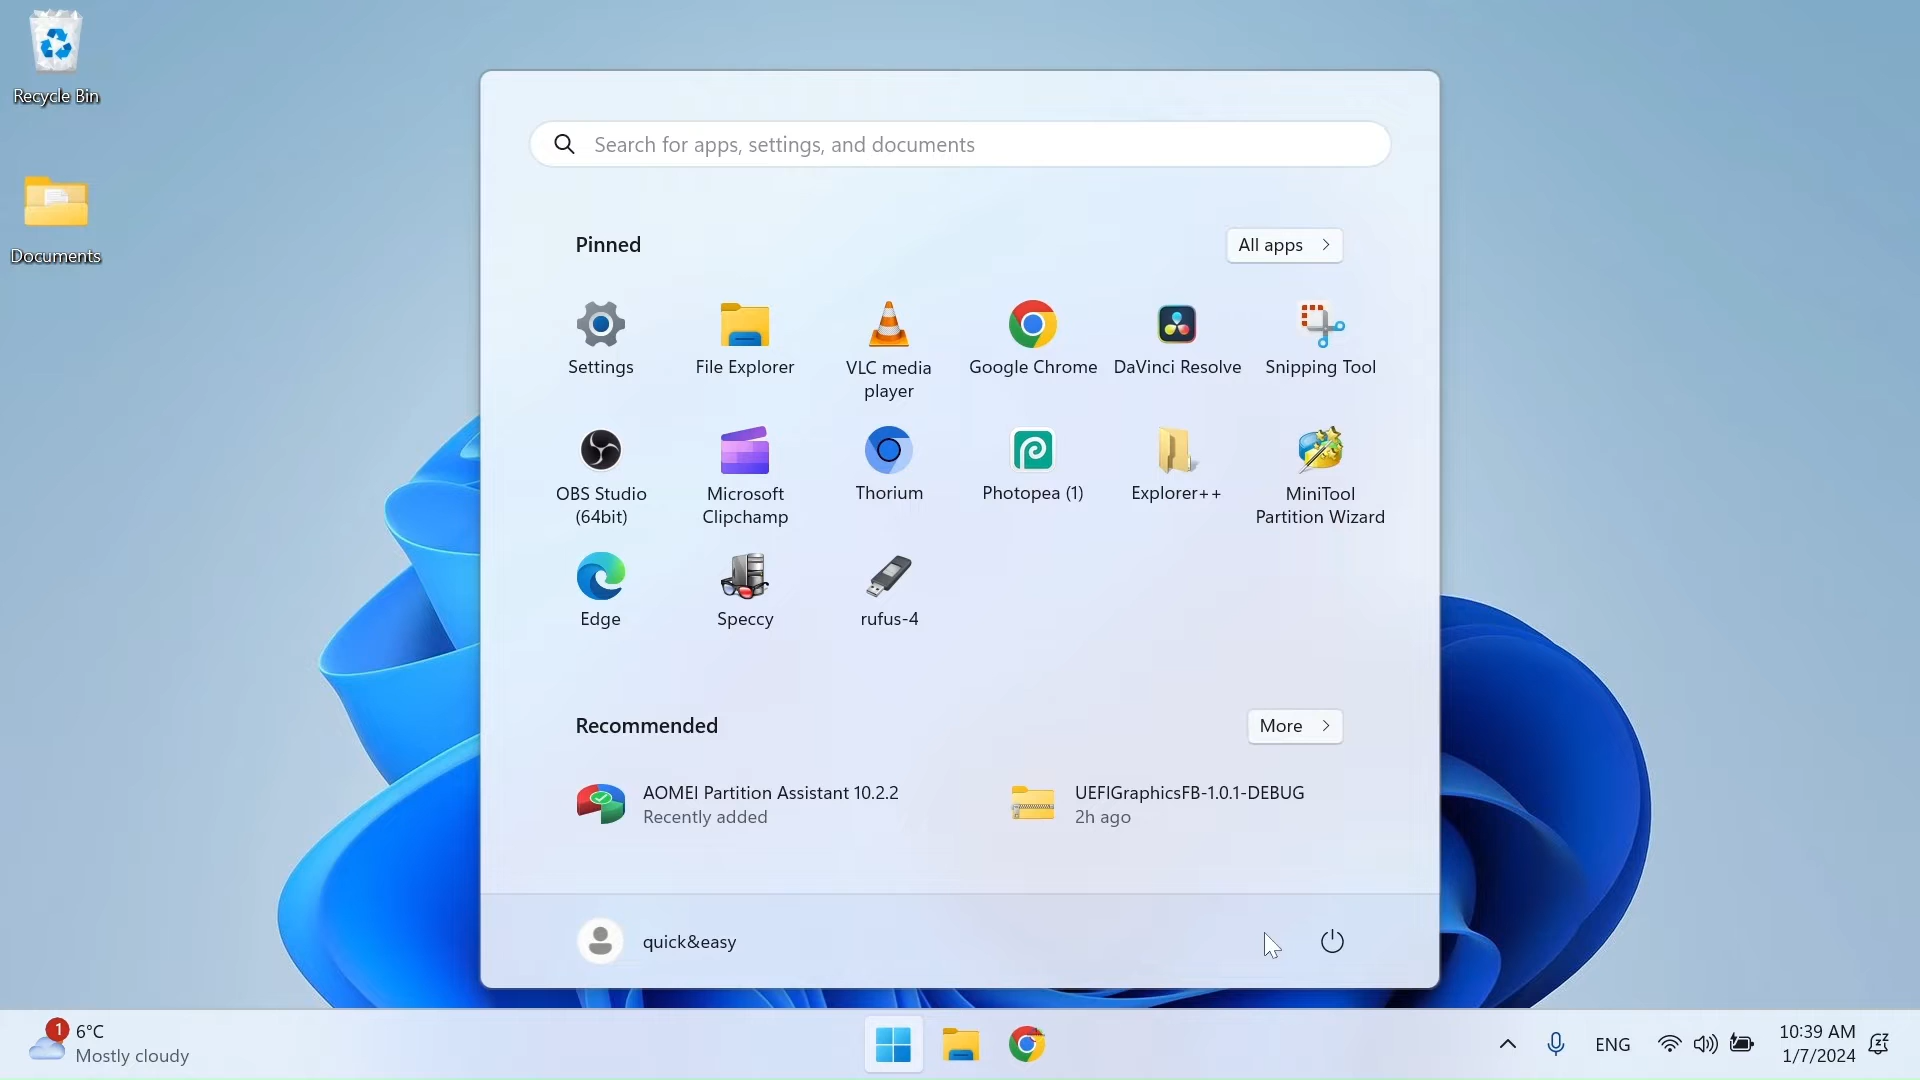 Recycle Bin
Documents
Search for apps, settings, and documents
Pinned
All apps
Settings
File Explorer
VLC media
player
Google Chrome
DaVinci Resolve
Snipping Tool
OBS Studio
(64bit)
Microsoft
Clipchamp
Thorium
Photopea (1)
Explorer++
MiniTool
Partition Wizard
Edge
Speccy
rufus-4
Recommended
More
AOMEI Partition Assistant 10.2.2
Recently added
UEFIGraphicsFB-1.0.1-DEBUG
2h ago
quick&easy
1
6°C
Mostly cloudy
ENG
10:39 AM
1/7/2024